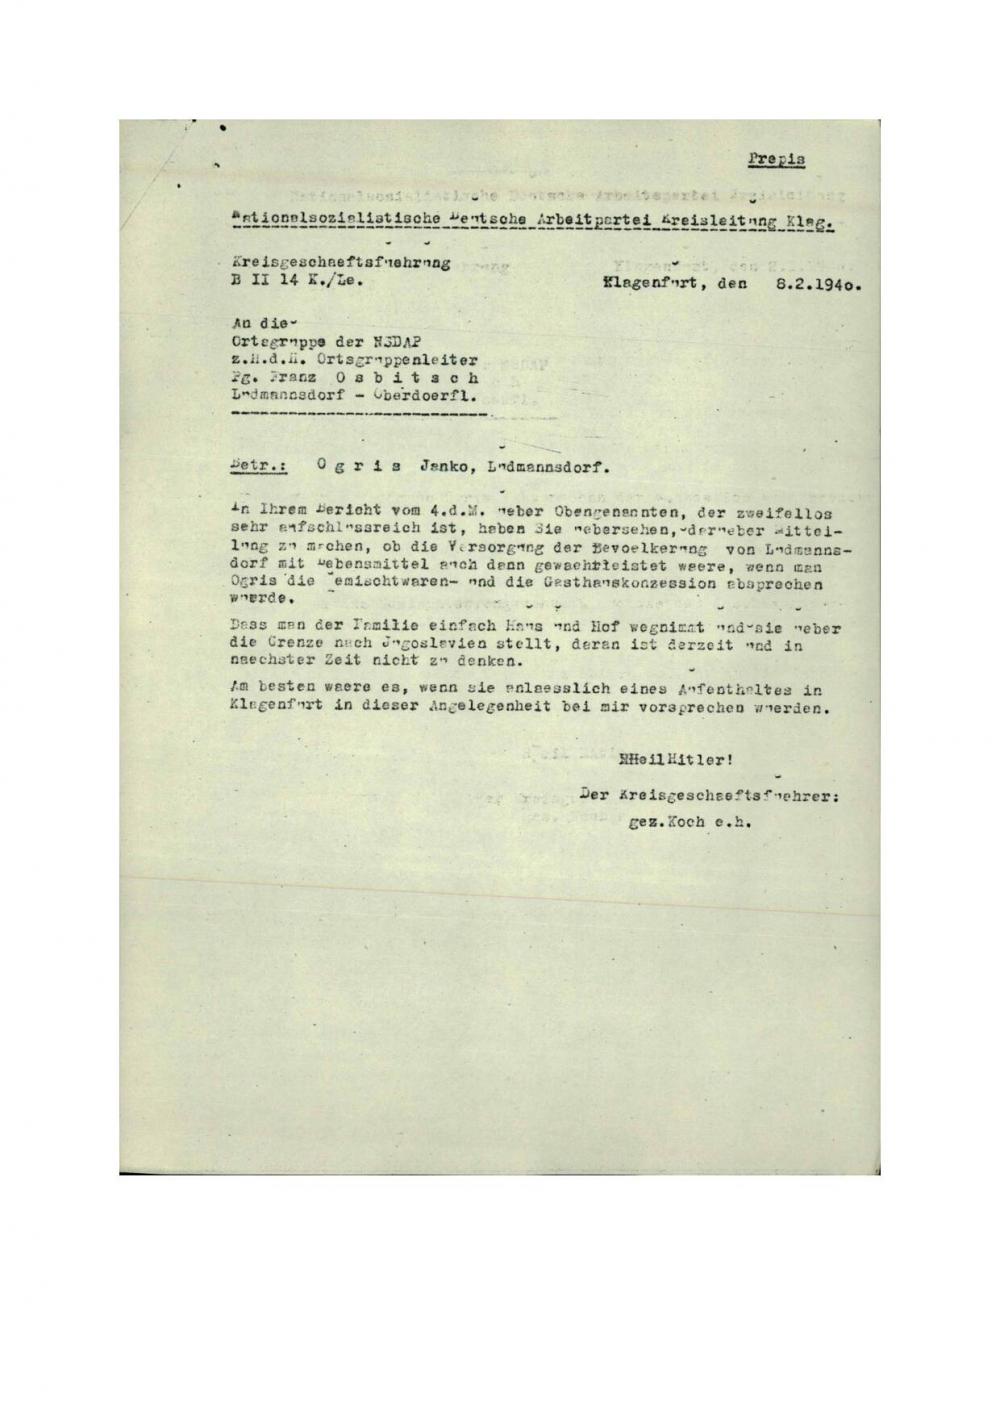 Prepis
Nationalsozialistische Deutsche Arbeitpartei Kreisleitung Klag.
Kreisgeschaeftsfuehrung
B II 14 K./Le.
Klagenfurt, den 8.2.1940.
An die
Ortsgruppe der NSDAP
z.H.d.H. Ortsgruppenleiter
Pg. Franz O s b i t s c h
Ludmannsdorf - Oberdoerfl.
Betr.: O g r i s Janko, Ludmannsdorf.
In Ihrem Bericht vom 4.d.M. ueber Obengenannten, der zweifellos
sehr aufschlussreich ist, haben Sie uebersehen, darueber Mittei-
lung zu machen, ob die Versorgung der Bevoelkerung von Ludmanns-
dorf mit Lebensmittel auch dann gewaehrleistet waere, wenn man
Ogris die Gemischtwaren- und die Gasthauskonzession absprechen
wuerde.
Dass man der Familie einfach Haus und Hof wegnimmt und sie ueber
die Grenze nach Jugoslavien stellt, daran ist derzeit und in
naechster Zeit nicht zu denken.
Am besten waere es, wenn sie anlaesslich eines Aufenthaltes in
Klagenfurt in dieser Angelegenheit bei mir vorsprechen wuerden.
HHeilHitler!
Der Kreisgeschaeftsfuehrer:
gez.Koch e.h.